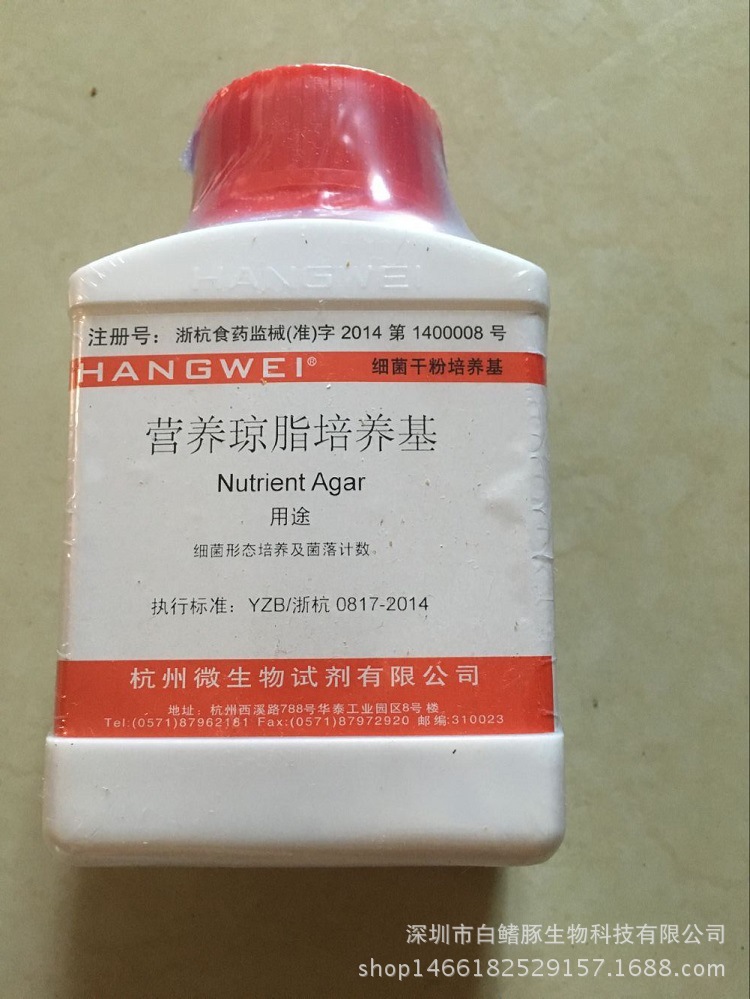 HANGWEI
注册号：浙杭食药监械(准)字 2014 第 1400008 号
HANGWEI® 细菌干粉培养基
营养琼脂培养基
Nutrient Agar
用途
细菌形态培养及菌落计数
执行标准：YZB/浙杭 0817-2014
杭州微生物试剂有限公司
地址：杭州西溪路788号华泰工业园区8号楼
Tel:(0571)87962181 Fax:(0571)87972920 邮编:310023
深圳市白鳍豚生物科技有限公司
shop1466182529157.1688.com